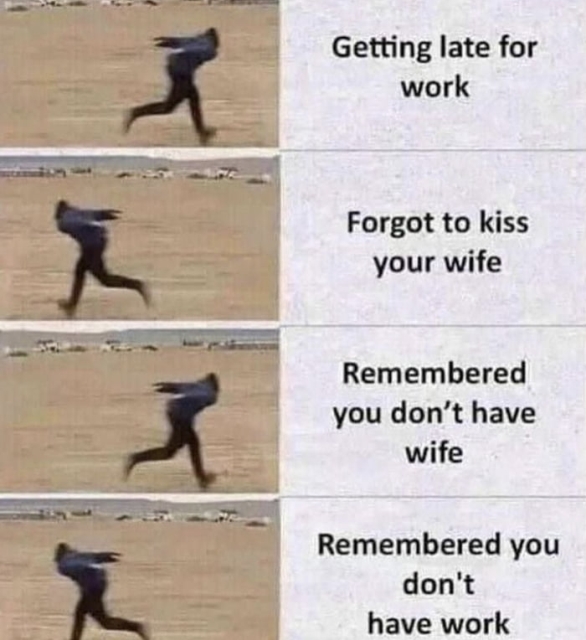 Getting late for
work
Forgot to kiss
your wife
Remembered
you don't have
wife
Remembered you
don't
have work